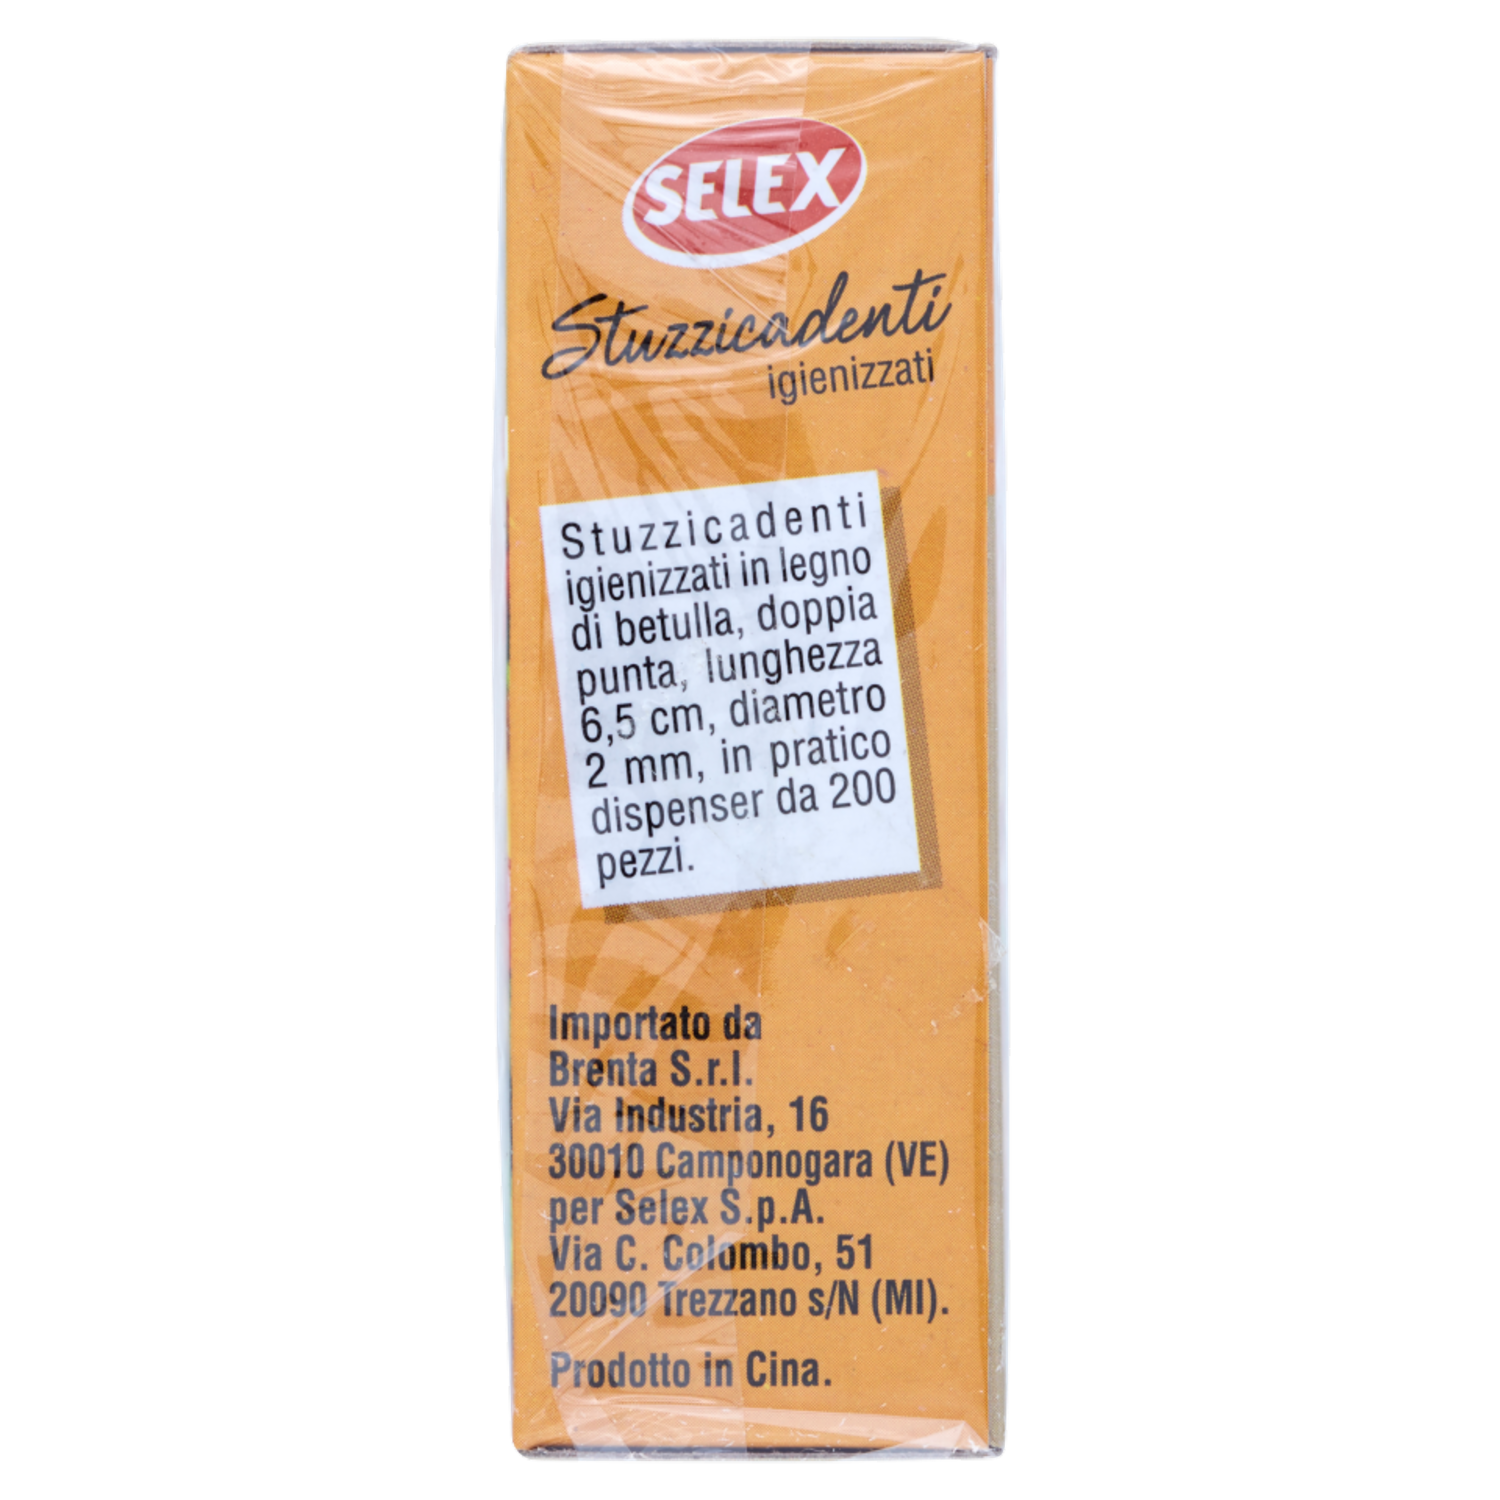 SELEX
Stuzzicadenti
igienizzati
Stuzzicadenti
igienizzati in legno
di betulla, doppia
punta, lunghezza
6,5 cm, diametro
2 mm, in pratico
dispenser da 200
pezzi.
Importato da
Brenta S.r.l.
Via Industria, 16
30010 Camponogara (VE)
per Selex S.p.A.
Via C. Colombo, 51
20090 Trezzano s/N (MI).
Prodotto in Cina.